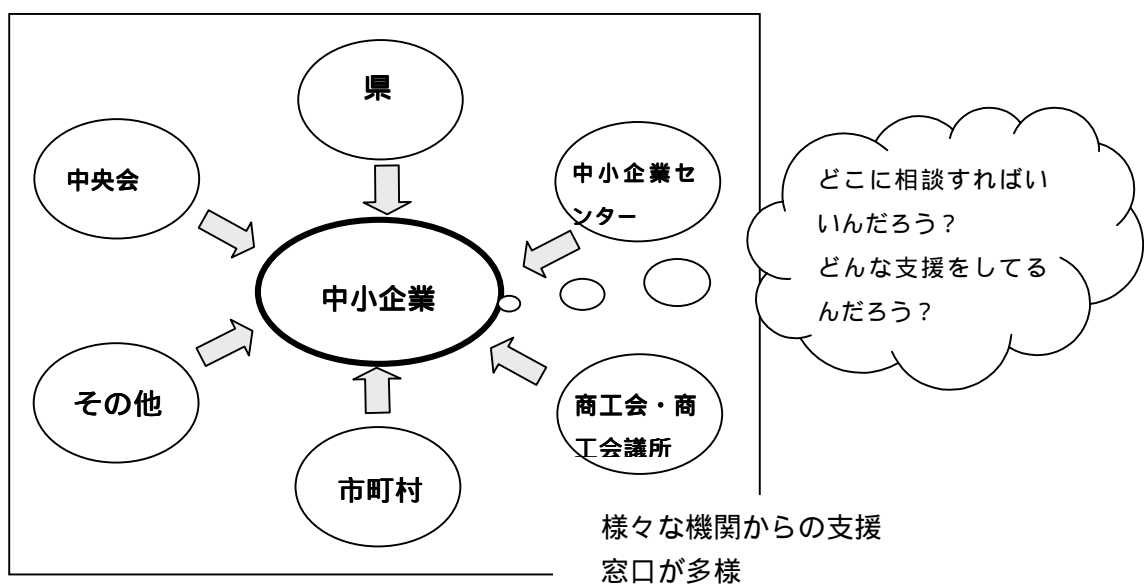 県
中央会
中小企業セ
ンター
どこに相談すればい
いんだろう？
どんな支援をしてる
んだろう？
中小企業
その他
商工会・商
工会議所
市町村
様々な機関からの支援
窓口が多様